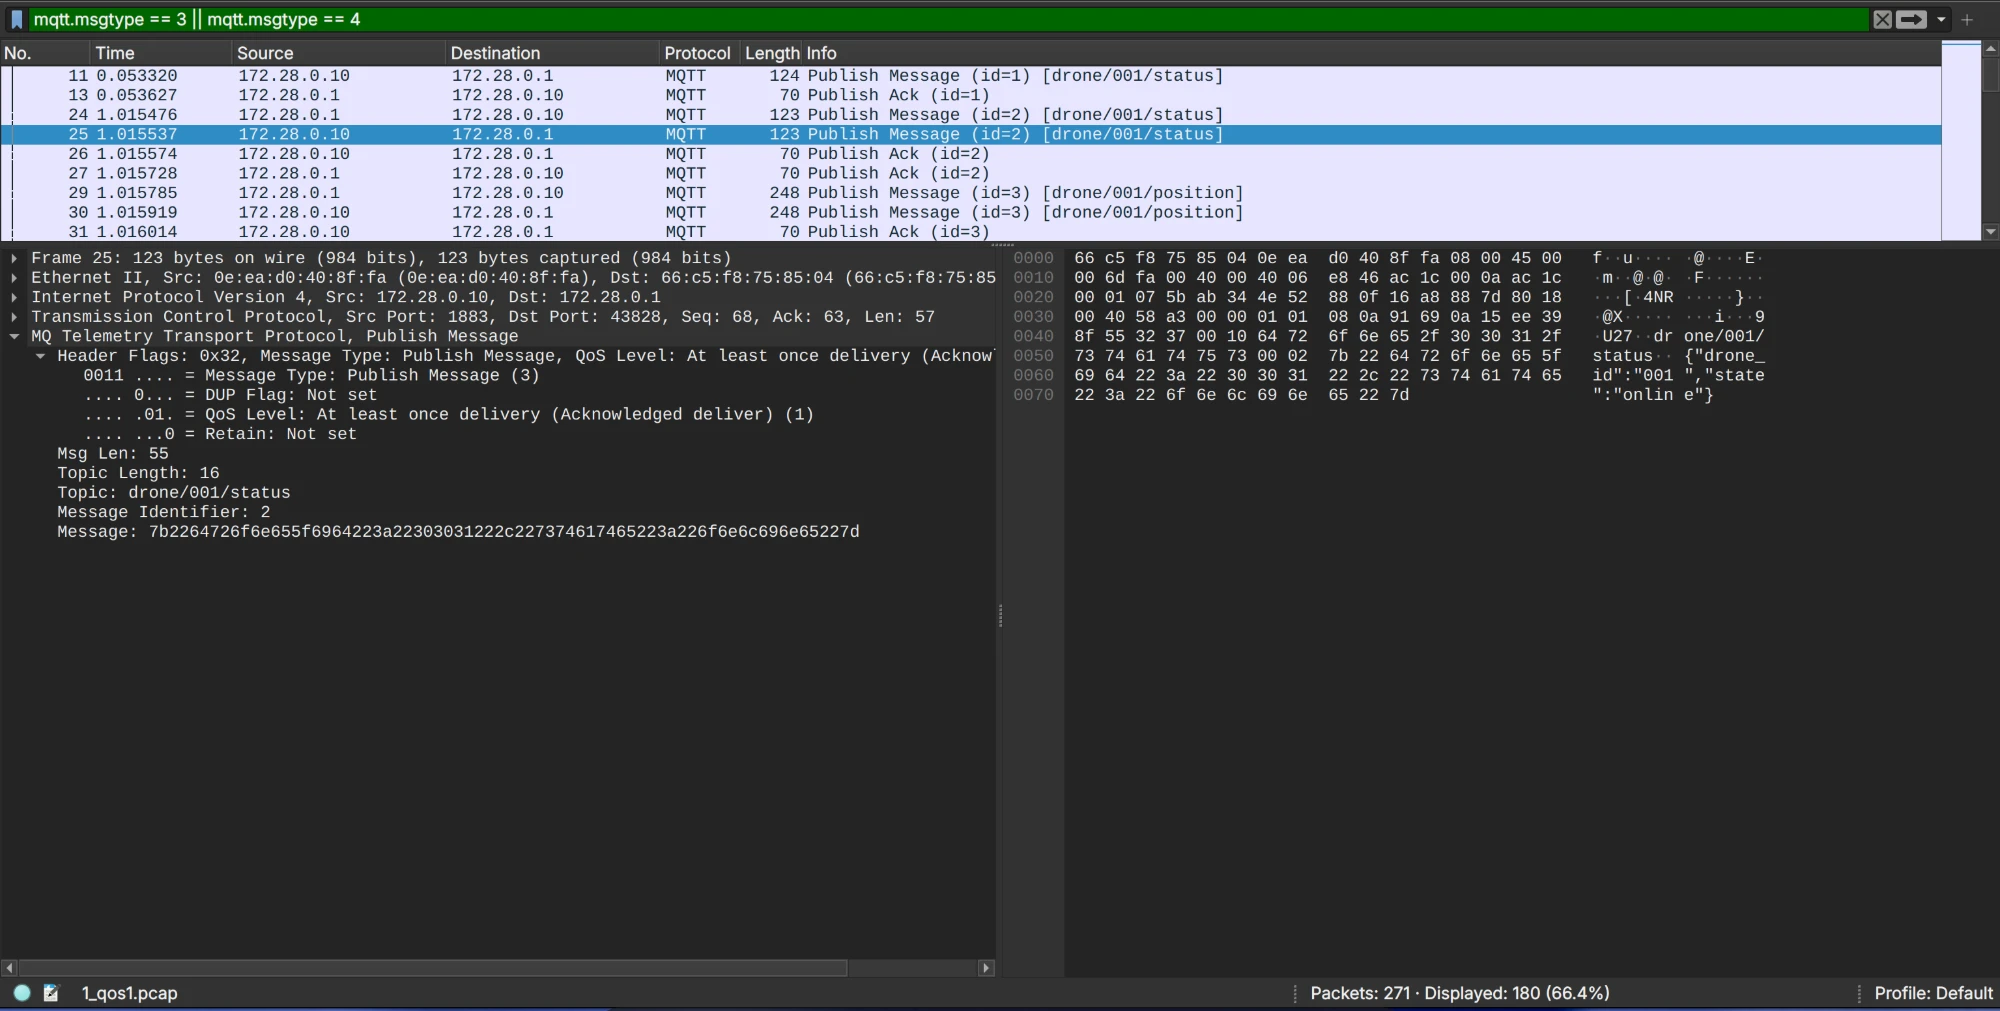 mqtt.msgtype == 3 || mqtt.msgtype == 4
No. Time Source Destination Protocol Length Info
11 0.053320 172.28.0.10 172.28.0.1 MQTT 124 Publish Message (id=1) [drone/001/status]
13 0.053627 172.28.0.1 172.28.0.10 MQTT 70 Publish Ack (id=1)
24 1.015476 172.28.0.1 172.28.0.10 MQTT 123 Publish Message (id=2) [drone/001/status]
25 1.015537 172.28.0.10 172.28.0.1 MQTT 123 Publish Message (id=2) [drone/001/status]
26 1.015574 172.28.0.10 172.28.0.1 MQTT 70 Publish Ack (id=2)
27 1.015728 172.28.0.1 172.28.0.10 MQTT 70 Publish Ack (id=2)
29 1.015785 172.28.0.1 172.28.0.10 MQTT 248 Publish Message (id=3) [drone/001/position]
30 1.015919 172.28.0.10 172.28.0.1 MQTT 248 Publish Message (id=3) [drone/001/position]
31 1.016014 172.28.0.10 172.28.0.1 MQTT 70 Publish Ack (id=3)
Frame 25: 123 bytes on wire (984 bits), 123 bytes captured (984 bits)
Ethernet II, Src: 0e:ea:d0:40:8f:fa (0e:ea:d0:40:8f:fa), Dst: 66:c5:f8:75:85:04 (66:c5:f8:75:85
Internet Protocol Version 4, Src: 172.28.0.10, Dst: 172.28.0.1
Transmission Control Protocol, Src Port: 1883, Dst Port: 43828, Seq: 68, Ack: 63, Len: 57
MQ Telemetry Transport Protocol, Publish Message
Header Flags: 0x32, Message Type: Publish Message, QoS Level: At least once delivery (Acknow
0011 .... = Message Type: Publish Message (3)
.... 0... = DUP Flag: Not set
.... .01. = QoS Level: At least once delivery (Acknowledged deliver) (1)
.... ...0 = Retain: Not set
Msg Len: 55
Topic Length: 16
Topic: drone/001/status
Message Identifier: 2
Message: 7b2264726f6e655f6964223a22303031222c227374617465223a226f6e6c696e65227d
0000 66 c5 f8 75 85 04 0e ea d0 40 8f fa 08 00 45 00 f··u···· ·@····E·
0010 00 6d fa 00 40 00 40 06 e8 46 ac 1c 00 0a ac 1c ·m··@·@· ·F······
0020 00 01 07 5b ab 34 4e 52 88 0f 16 a8 88 7d 80 18 ···[·4NR ·····}··
0030 00 40 58 a3 00 00 01 01 08 0a 91 69 0a 15 ee 39 ·@X····· ···i···9
0040 8f 55 32 37 00 10 64 72 6f 6e 65 2f 30 30 31 2f ·U27··dr one/001/
0050 73 74 61 74 75 73 00 02 7b 22 64 72 6f 6e 65 5f status·· {"drone_
0060 69 64 22 3a 22 30 30 31 22 2c 22 73 74 61 74 65 id":"001 ","state
0070 22 3a 22 6f 6e 6c 69 6e 65 22 7d ":"onlin e"}
1_qos1.pcap Packets: 271 · Displayed: 180 (66.4%) Profile: Default